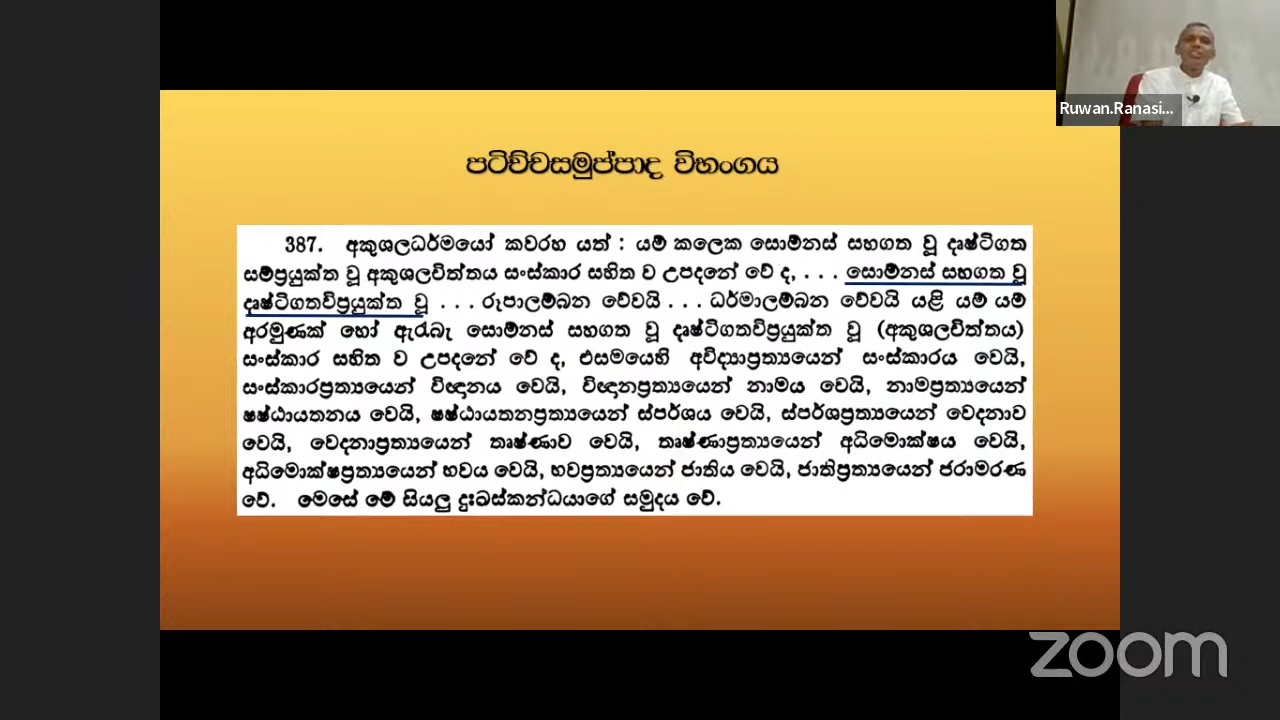 Ruwan.Ranasi...
පටිච්චසමුප්පාද විභංගය
387. අකුශලධර්මයෝ කවරහ යත් : යම් කලෙක සොම්නස් සහගත වූ දෘෂ්ටිගත
සම්ප්‍රයුක්ත වූ අකුශලචිත්තය සංස්කාර සහිත ව උපදනේ වේ ද, . . . සොම්නස් සහගත වූ
දෘෂ්ටිගතවිප්‍රයුක්ත වූ . . . රූපාලම්බන වේවයි . . . ධර්මාලම්බන වේවයි යළි යම් යම්
අරමුණක් හෝ ඇරැබැ සොම්නස් සහගත වූ දෘෂ්ටිගතවිප්‍රයුක්ත වූ (අකුශලචිත්තය)
සංස්කාර සහිත ව උපදනේ වේ ද, එසමයෙහි අවිද්‍යාප්‍රත්‍යයෙන් සංස්කාරය වෙයි,
සංස්කාරප්‍රත්‍යයෙන් විඥානය වෙයි, විඥානප්‍රත්‍යයෙන් නාමය වෙයි, නාමප්‍රත්‍යයෙන්
ෂෂ්ඨායතනය වෙයි, ෂෂ්ඨායතනප්‍රත්‍යයෙන් ස්පර්ශය වෙයි, ස්පර්ශප්‍රත්‍යයෙන් වේදනාව
වෙයි, වේදනාප්‍රත්‍යයෙන් තෘෂ්ණාව වෙයි, තෘෂ්ණාප්‍රත්‍යයෙන් අධිමොක්ෂය වෙයි,
අධිමොක්ෂප්‍රත්‍යයෙන් භවය වෙයි, භවප්‍රත්‍යයෙන් ජාතිය වෙයි, ජාතිප්‍රත්‍යයෙන් ජරාමරණ
වේ. මෙසේ මේ සියලු දුඃඛස්කන්ධයාගේ සමුදය වේ.
zoom